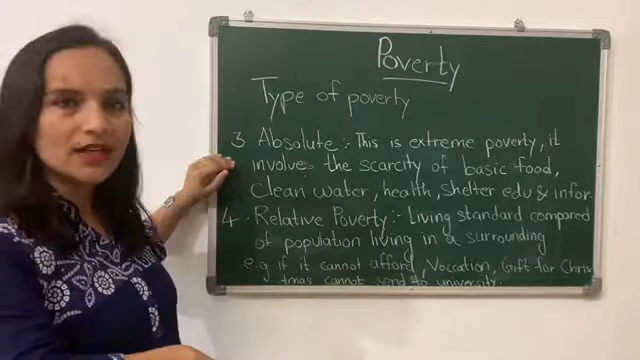 Poverty
Type of poverty
3 Absolute :- This is extreme poverty, it
involves the scarcity of basic food,
Clean water, health, Shelter edu & infor.
4. Relative Poverty :- Living standard compared
of population living in a surrounding
e.g if it cannot afford, Voccation, Gift for Chris
tmas cannot send to university.